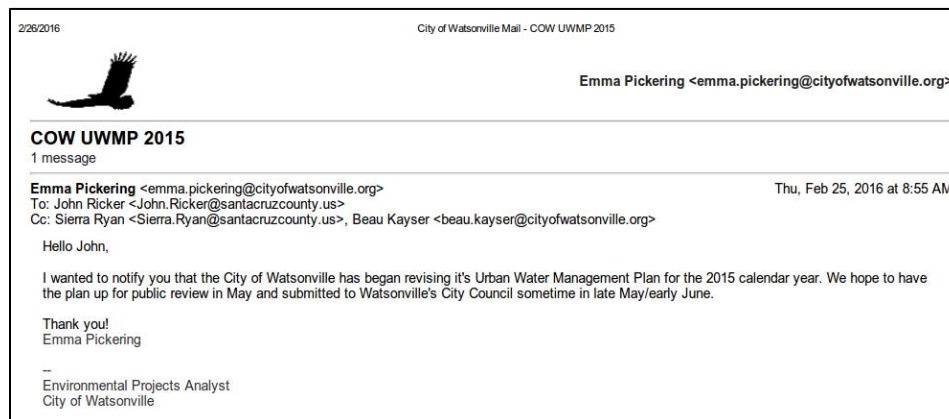 2/26/2016 City of Watsonville Mail - COW UWMP 2015
Emma Pickering <emma.pickering@cityofwatsonville.org>
COW UWMP 2015
1 message
Emma Pickering <emma.pickering@cityofwatsonville.org> Thu, Feb 25, 2016 at 8:55 AM
To: John Ricker <John.Ricker@santacruzcounty.us>
Cc: Sierra Ryan <Sierra.Ryan@santacruzcounty.us>, Beau Kayser <beau.kayser@cityofwatsonville.org>
Hello John,
I wanted to notify you that the City of Watsonville has began revising it's Urban Water Management Plan for the 2015 calendar year. We hope to have
the plan up for public review in May and submitted to Watsonville's City Council sometime in late May/early June.
Thank you!
Emma Pickering
--
Environmental Projects Analyst
City of Watsonville